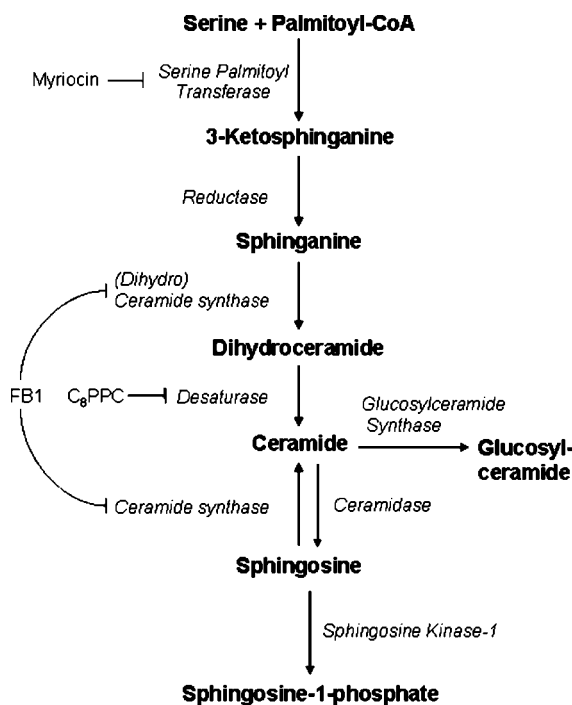 Serine + Palmitoyl-CoA
Myriocin
Serine Palmitoyl
Transferase
3-Ketosphinganine
Reductase
Sphinganine
(Dihydro)
Ceramide synthase
Dihydroceramide
FB1
C₈PPC
Desaturase
Glucosylceramide
Synthase
Ceramide
Glucosyl-
ceramide
Ceramide synthase
Ceramidase
Sphingosine
Sphingosine Kinase-1
Sphingosine-1-phosphate